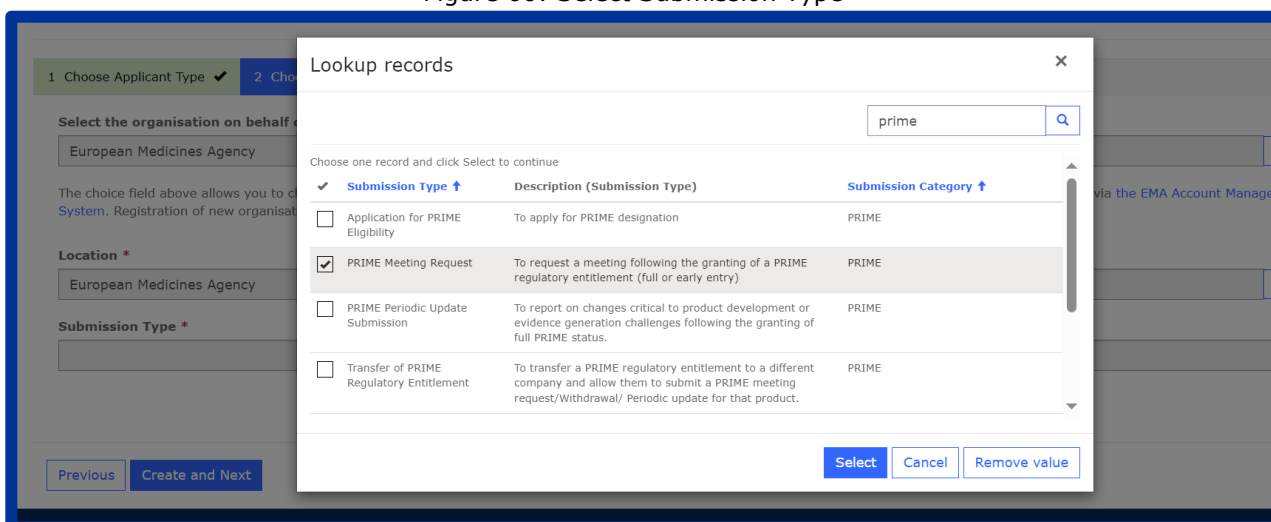 Lookup records
1 Choose Applicant Type
2
Select the organisation on behalf
European Medicines Agency
The choice field above allows you to
via the EMA Account
System. Registration of new
Location *
European Medicines Agency
Submission Type *
Previous
Create and Next
prime
Choose one record and click Select to continue
Submission Type Description (Submission Type) Submission Category
Application for PRIME To apply for PRIME designation PRIME
Eligibility
PRIME Meeting Request To request a meeting following the granting of a PRIME PRIME
regulatory entitlement (full or early entry)
PRIME Periodic Update To report on changes critical to product development or PRIME
Submission evidence generation challenges following the granting of
full PRIME status.
Transfer of PRIME To transfer a PRIME regulatory entitlement to a different PRIME
Regulatory Entitlement company and allow them to submit a PRIME meeting
request/Withdrawal/ Periodic update for that product.
Select Cancel Remove value